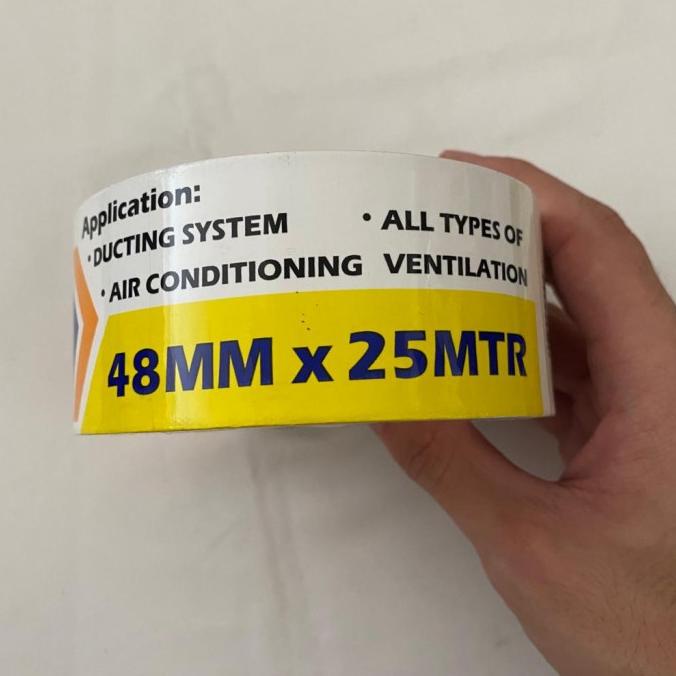 Application:
• DUCTING SYSTEM
• AIR CONDITIONING
• ALL TYPES OF
VENTILATION
48MM x 25MTR